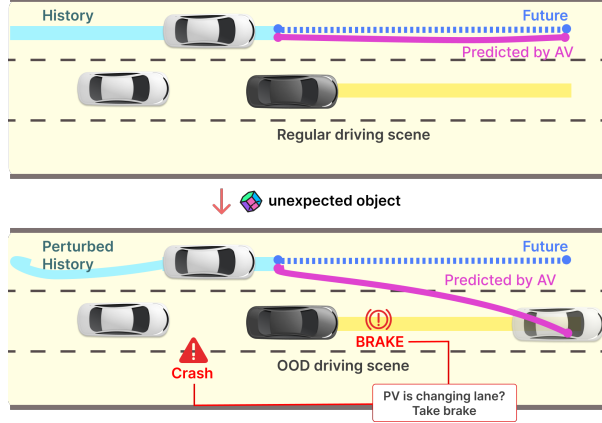 History
Future
Predicted by AV
Regular driving scene
unexpected object
Perturbed
History
Future
Predicted by AV
BRAKE
Crash
OOD driving scene
PV is changing lane?
Take brake